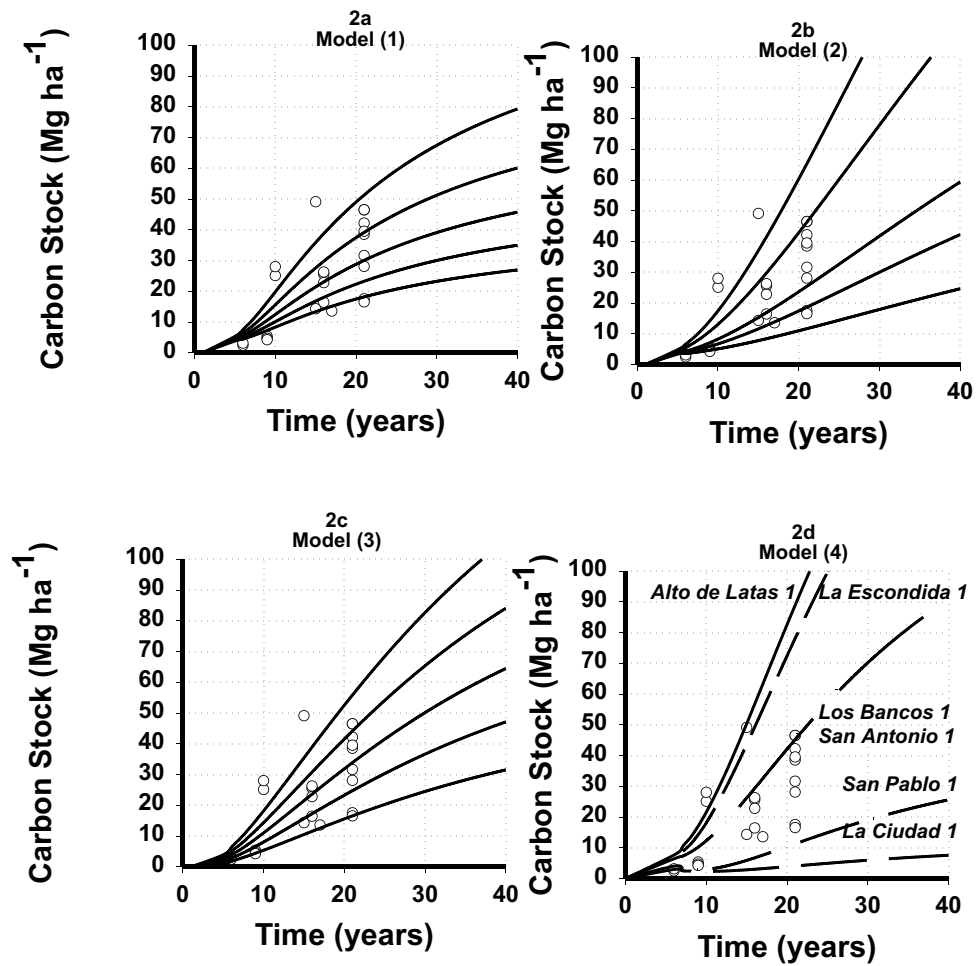 2a
Model (1)
Carbon Stock (Mg ha-1)
100
90
80
70
60
50
40
30
20
10
0
0 10 20 30 40
Time (years)
2b
Model (2)
Carbon Stock (Mg ha-1)
100
90
80
70
60
50
40
30
20
10
0
0 10 20 30 40
Time (years)
2c
Model (3)
Carbon Stock (Mg ha-1)
100
90
80
70
60
50
40
30
20
10
0
0 10 20 30 40
Time (years)
2d
Model (4)
Carbon Stock (Mg ha-1)
100
90
80
70
60
50
40
30
20
10
0
Alto de Latas 1 La Escondida 1
Los Bancos 1
San Antonio 1
San Pablo 1
La Ciudad 1
0 10 20 30 40
Time (years)